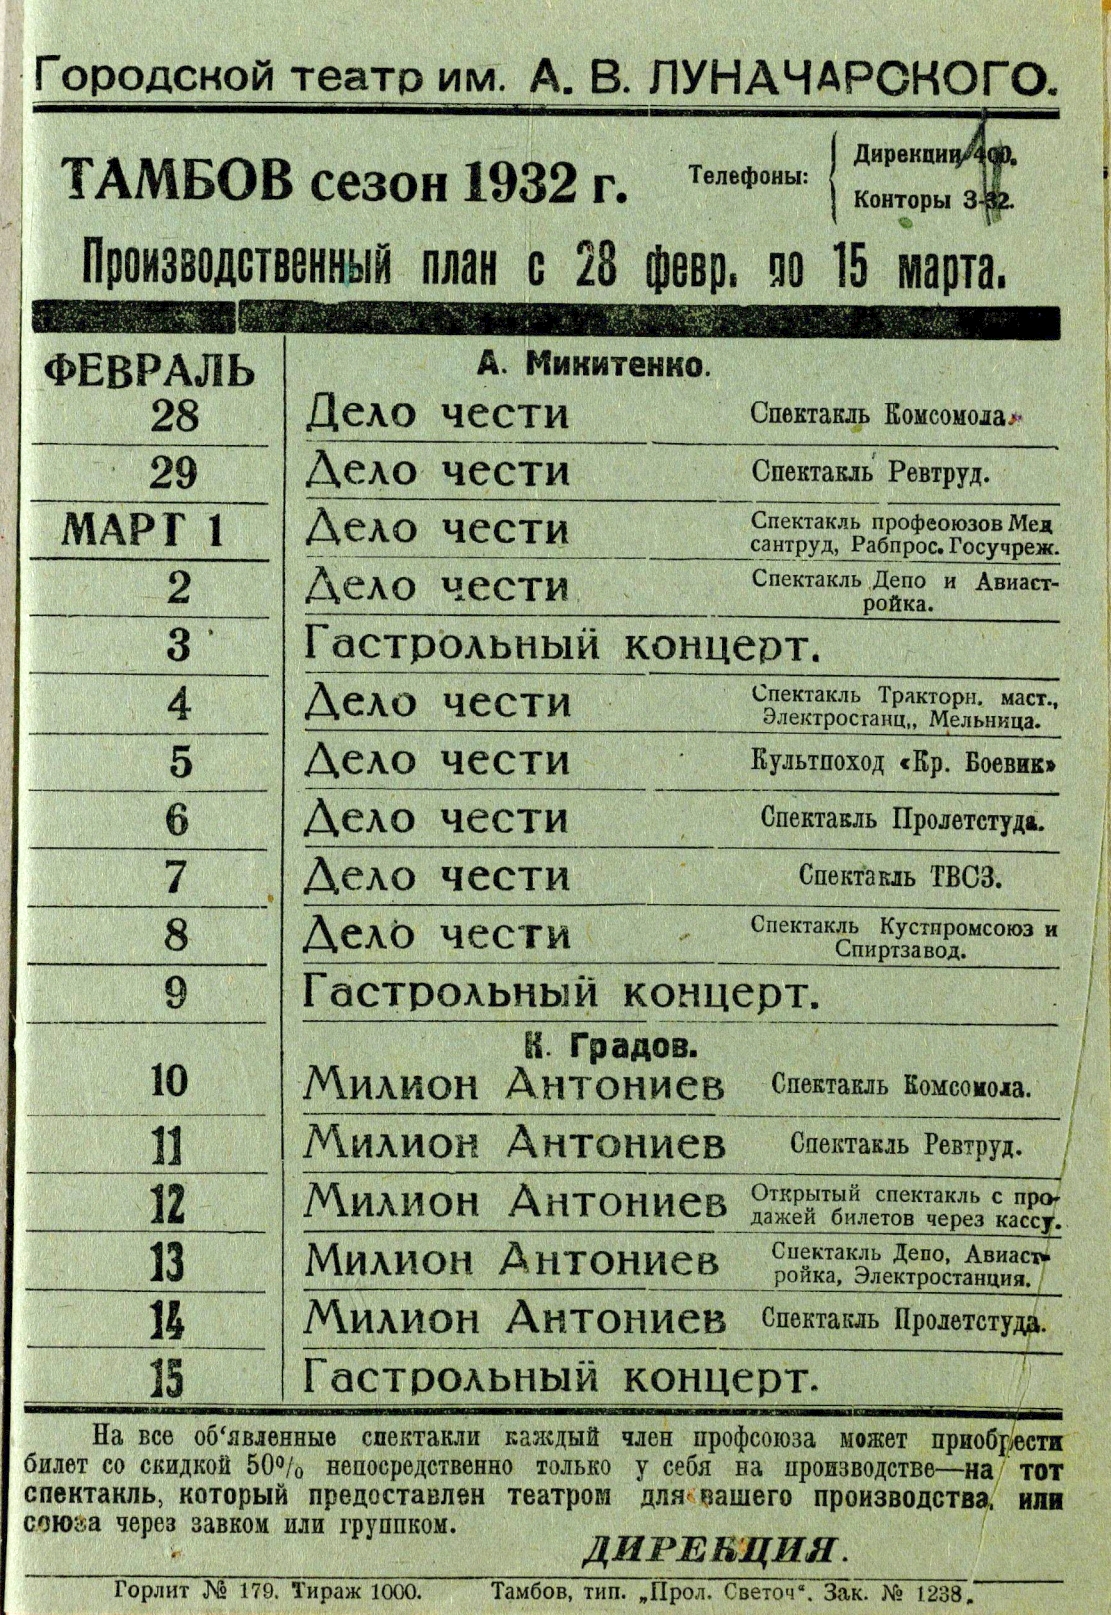 Городской театр им. А. В. ЛУНАЧАРСКОГО.
ТАМБОВ сезон 1932 г.
Телефоны:
Дирекции 4-00.
Конторы 3-32.
Производственный план с 28 февр. по 15 марта.
ФЕВРАЛЬ
А. Микитенко.
28 Дело чести Спектакль Комсомола.
29 Дело чести Спектакль Ревтруд.
МАРТ 1 Дело чести Спектакль профсоюзов Мед
сантруд, Рабпрос. Госучреж.
2 Дело чести Спектакль Депо и Авиаст-
ройка.
3 Гастрольный концерт.
4 Дело чести Спектакль Тракторн. маст.,
Электростанц., Мельница.
5 Дело чести Культпоход «Кр. Боевик»
6 Дело чести Спектакль Пролетстуда.
7 Дело чести Спектакль ТВСЗ.
8 Дело чести Спектакль Кустпромсоюз и
Спиртзавод.
9 Гастрольный концерт.
К. Градов.
10 Милион Антониев Спектакль Комсомола.
11 Милион Антониев Спектакль Ревтруд.
12 Милион Антониев Открытый спектакль с про-
дажей билетов через кассу.
13 Милион Антониев Спектакль Депо, Авиаст-
ройка, Электростанция.
14 Милион Антониев Спектакль Пролетстуда.
15 Гастрольный концерт.
На все об‘явленные спектакли каждый член профсоюза может приобрести
билет со скидкой 50% непосредственно только у себя на производстве—на тот
спектакль, который предоставлен театром для вашего производства, или
союза через завком или группком.
ДИРЕКЦИЯ.
Горлит № 179. Тираж 1000. Тамбов, тип. „Прол. Светоч“. Зак. № 1238.